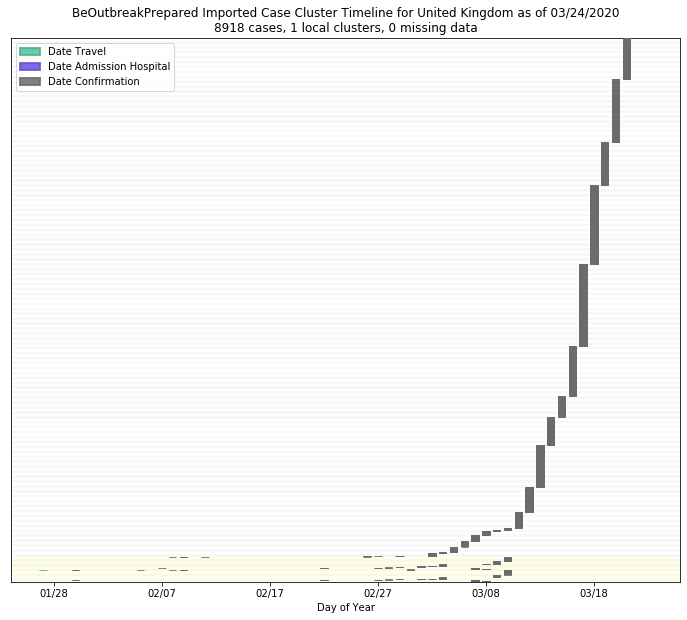 BeOutbreakPrepared Imported Case Cluster Timeline for United Kingdom as of 03/24/2020
8918 cases, 1 local clusters, 0 missing data
Date Travel
Date Admission Hospital
Date Confirmation
01/28 02/07 02/17 02/27 03/08 03/18
Day of Year